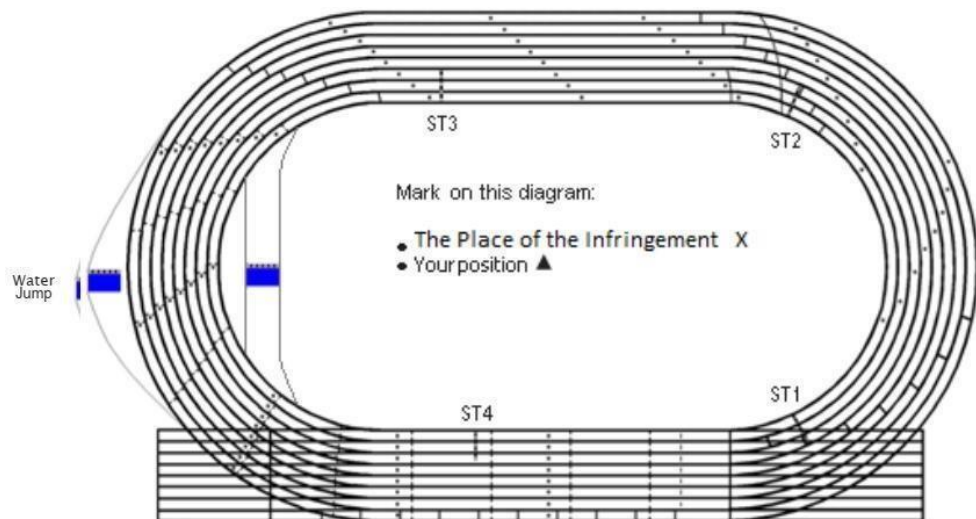 ST3
ST2
Mark on this diagram:
• The Place of the Infringement X
• Yourposition ▲
Water
Jump
ST4
ST1